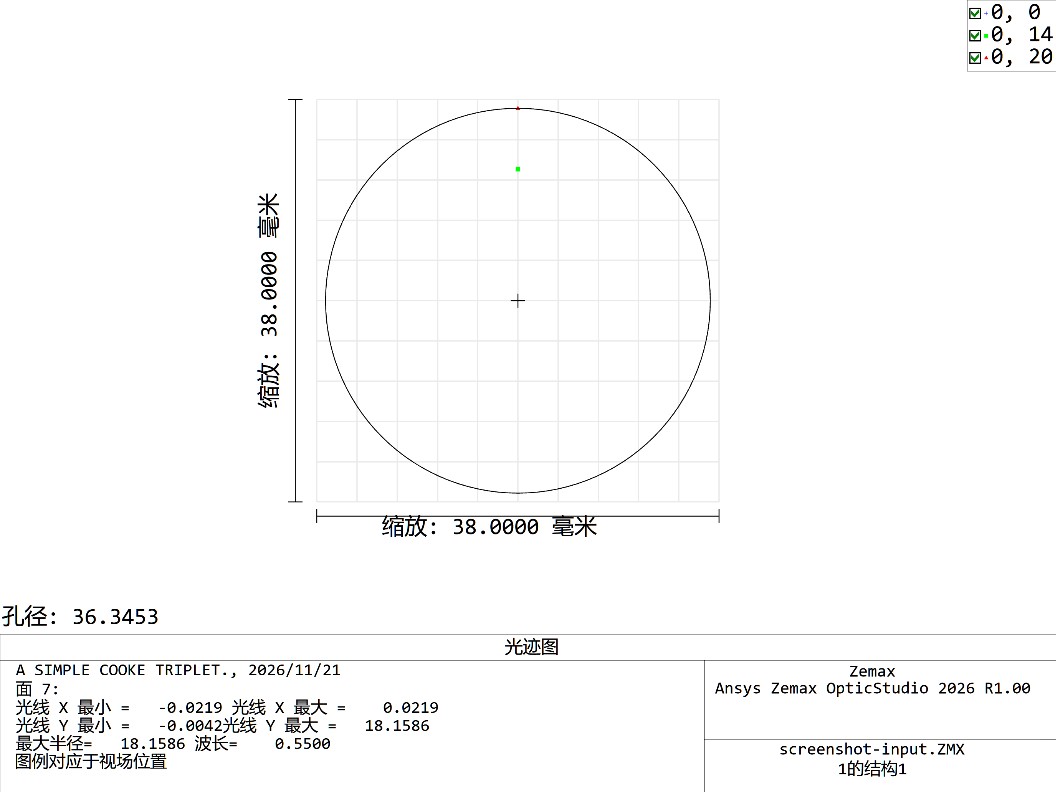 0, 0
0, 14
0, 20
缩放: 38.0000 毫米
缩放: 38.0000 毫米
孔径: 36.3453
光迹图
A SIMPLE COOKE TRIPLET., 2026/11/21
面 7:
光线 X 最小 = -0.0219 光线 X 最大 = 0.0219
光线 Y 最小 = -0.0042光线 Y 最大 = 18.1586
最大半径= 18.1586 波长= 0.5500
图例对应于视场位置
Zemax
Ansys Zemax OpticStudio 2026 R1.00
screenshot-input.ZMX
1的结构1